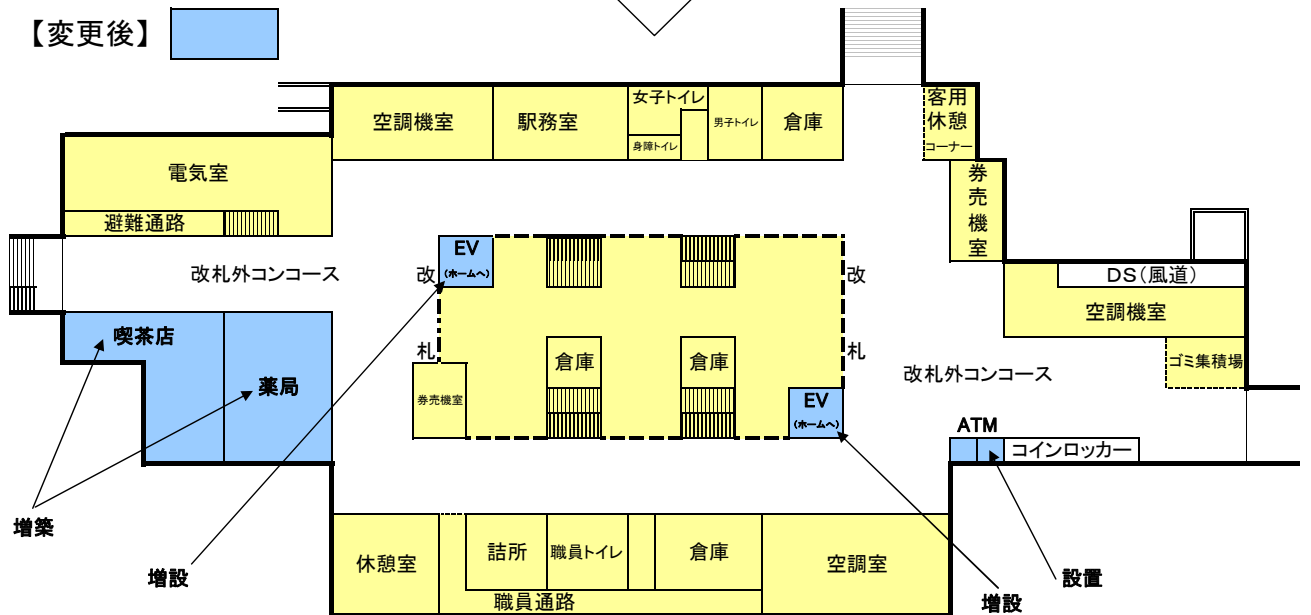 【変更後】
空調機室
駅務室
女子トイレ
身障トイレ
男子トイレ
倉庫
客用
休憩
コーナー
券売機室
電気室
避難通路
改札外コンコース
EV
(ホームへ)
改札
改札
DS(風道)
空調機室
ゴミ集積場
喫茶店
薬局
倉庫
倉庫
券売機室
EV
(ホームへ)
改札外コンコース
ATM
コインロッカー
増築
増設
休憩室
詰所
職員トイレ
倉庫
空調室
職員通路
増設
設置